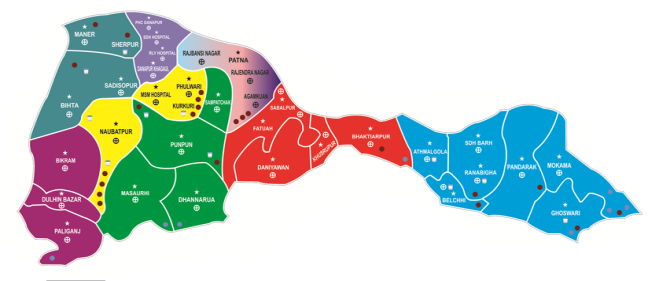 PHC DANAPUR
SDH HOSPITAL
RLY HOSPITAL
DANAPUR KHAGAUL
MANER
SHERPUR
RAJBANSI NAGAR
PATNA
RAJENDRA NAGAR
AGAMKUAN
SADISOPUR
MSM HOSPITAL
PHULWARI
KURKURI
SAMPATCHAK
SABALPUR
BIHTA
NAUBATPUR
FATUAH
BAKHTIARPUR
KHUSRUPUR
ATHMALGOLA
SDH BARH
RANABIGHA
PANDARAK
MOKAMA
BELCHHI
GHOSWARI
BIKRAM
PUNPUN
DANIYAWAN
DULHIN BAZAR
MASAURHI
DHANNARUA
PALIGANJ